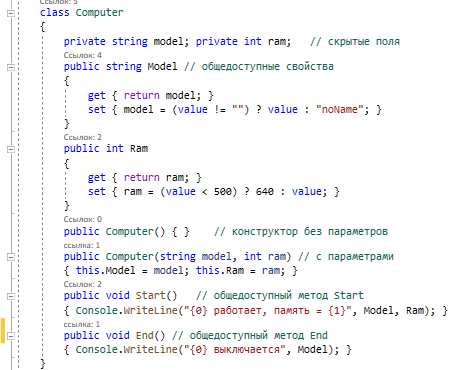 Ссылок: 5
class Computer
{
private string model; private int ram; // скрытые поля
Ссылок: 4
public string Model // общедоступные свойства
{
get { return model; }
set { model = (value != "") ? value : "noName"; }
}
Ссылок: 2
public int Ram
{
get { return ram; }
set { ram = (value < 500) ? 640 : value; }
}
Ссылок: 0
public Computer() { } // конструктор без параметров
ссылка: 1
public Computer(string model, int ram) // с параметрами
{ this.Model = model; this.Ram = ram; }
Ссылок: 2
public void Start() // общедоступный метод Start
{ Console.WriteLine("{0} работает, память = {1}", Model, Ram); }
ссылка: 1
public void End() // общедоступный метод End
{ Console.WriteLine("{0} выключается", Model); }
}